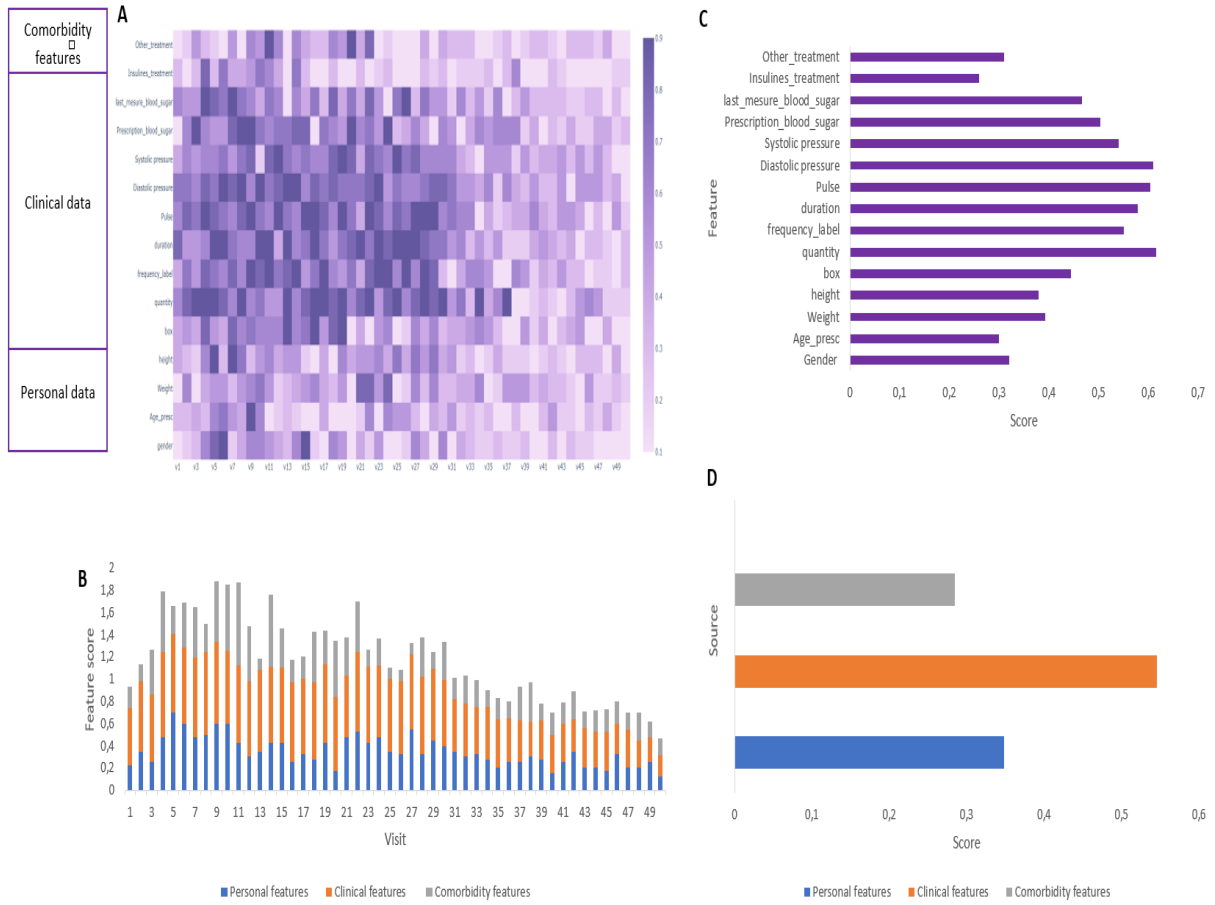 Comorbidity
features
Clinical data
Personal data
A
Other_treatment
Insulines_treatment
last_mesure_blood_sugar
Prescription_blood_sugar
Systolic pressure
Diastolic pressure
Pulse
duration
frequency_label
quantity
box
height
Weight
Age_presc
gender
v1 v3 v5 v7 v9 v11 v13 v15 v17 v19 v21 v23 v25 v27 v29 v31 v33 v35 v37 v39 v41 v43 v45 v47 v49
0.9
0.8
0.7
0.6
0.5
0.4
0.3
0.2
0.1
C
Feature
Other_treatment
Insulines_treatment
last_mesure_blood_sugar
Prescription_blood_sugar
Systolic pressure
Diastolic pressure
Pulse
duration
frequency_label
quantity
box
height
Weight
Age_presc
Gender
0 0,1 0,2 0,3 0,4 0,5 0,6 0,7
Score
B
Feature score
2
1,8
1,6
1,4
1,2
1
0,8
0,6
0,4
0,2
0
1 3 5 7 9 11 13 15 17 19 21 23 25 27 29 31 33 35 37 39 41 43 45 47 49
Visit
Personal features Clinical features Comorbidity features
D
Source
0 0,1 0,2 0,3 0,4 0,5 0,6
Score
Personal features Clinical features Comorbidity features